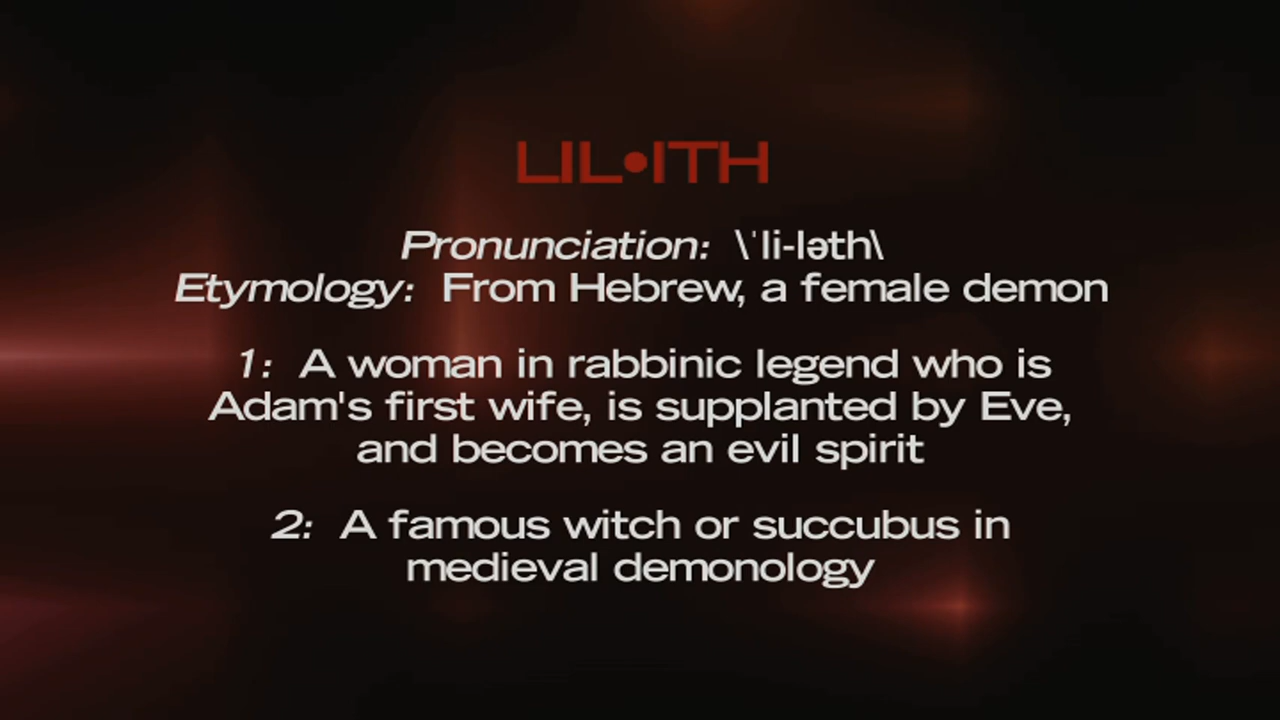 LIL•ITH
Pronunciation: \ˈli-ləth\
Etymology: From Hebrew, a female demon
1: A woman in rabbinic legend who is
Adam's first wife, is supplanted by Eve,
and becomes an evil spirit
2: A famous witch or succubus in
medieval demonology